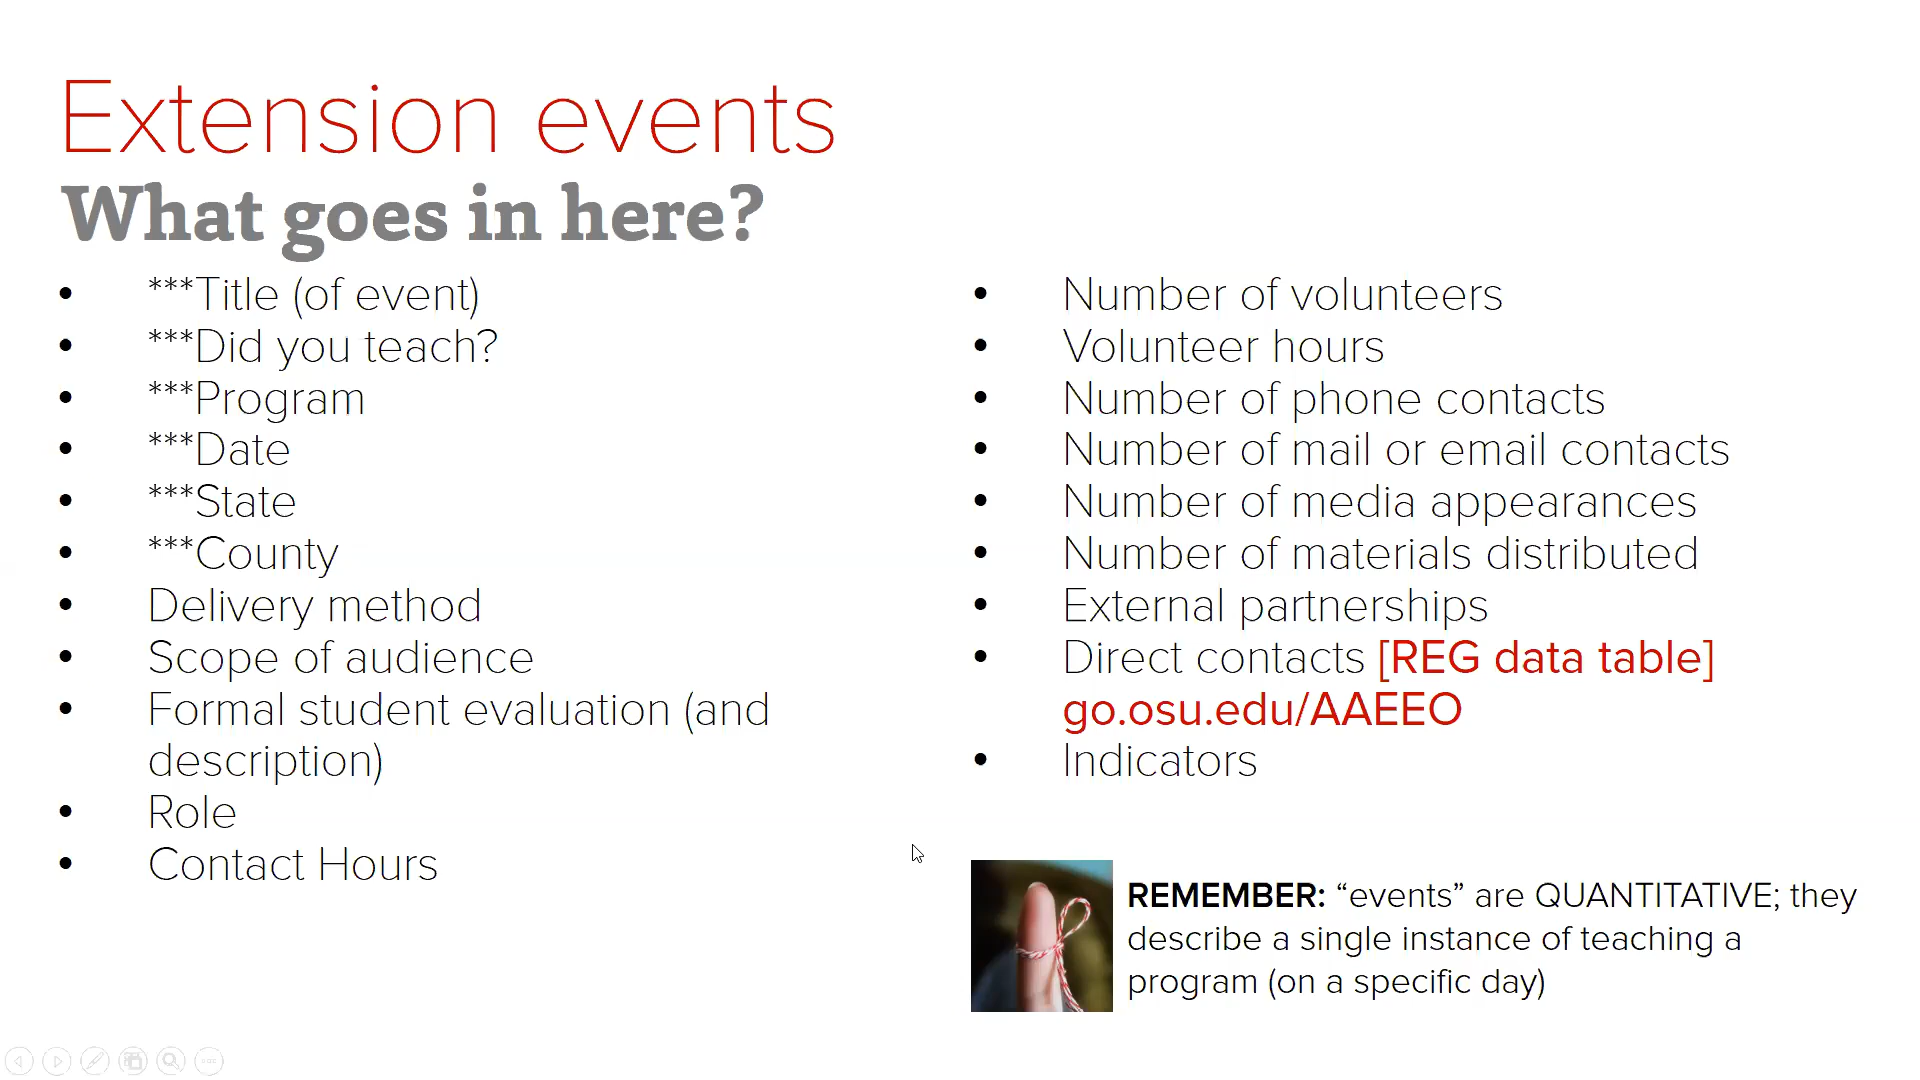 Extension events
What goes in here?
• ***Title (of event)
• ***Did you teach?
• ***Program
• ***Date
• ***State
• ***County
• Delivery method
• Scope of audience
• Formal student evaluation (and
description)
• Role
• Contact Hours
• Number of volunteers
• Volunteer hours
• Number of phone contacts
• Number of mail or email contacts
• Number of media appearances
• Number of materials distributed
• External partnerships
• Direct contacts [REG data table]
go.osu.edu/AAEEO
• Indicators
REMEMBER: “events” are QUANTITATIVE; they
describe a single instance of teaching a
program (on a specific day)